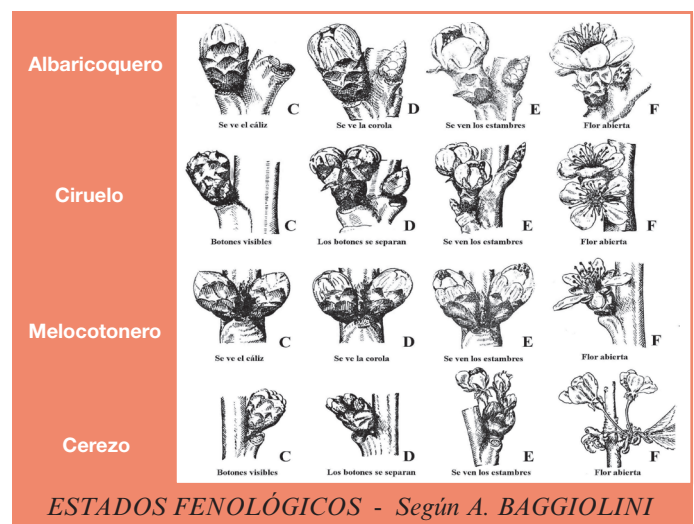 Albaricoquero
C D E F
Se ve el cáliz Se ve la corola Se ven los estambres Flor abierta
Ciruelo
C D E F
Botones visibles Los botones se separan Se ven los estambres Flor abierta
Melocotonero
C D E F
Se ve el cáliz Se ve la corola Se ven los estambres Flor abierta
Cerezo
C D E F
Botones visibles Los botones se separan Se ven los estambres Flor abierta
ESTADOS FENOLÓGICOS - Según A. BAGGIOLINI